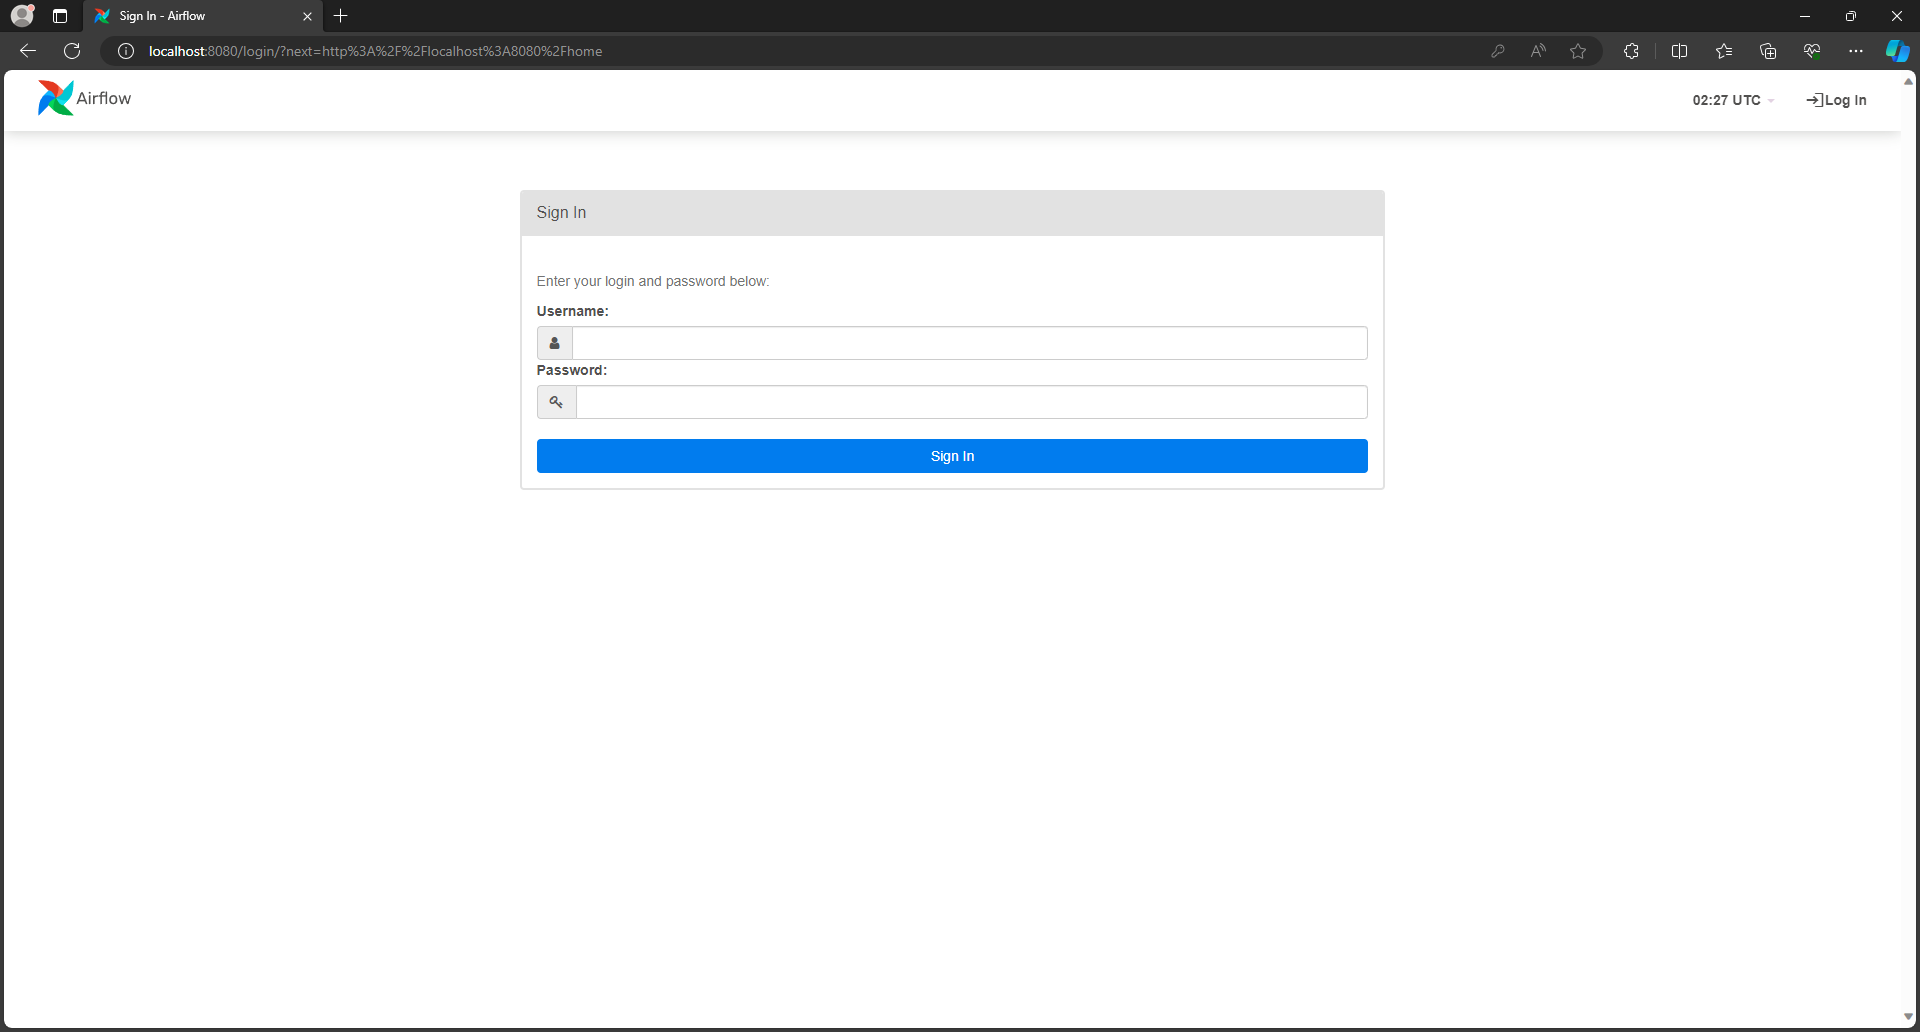 Sign In - Airflow
localhost:8080/login/?next=http%3A%2F%2Flocalhost%3A8080%2Fhome
Airflow
02:27 UTC
Log In
Sign In
Enter your login and password below:
Username:
Password:
Sign In